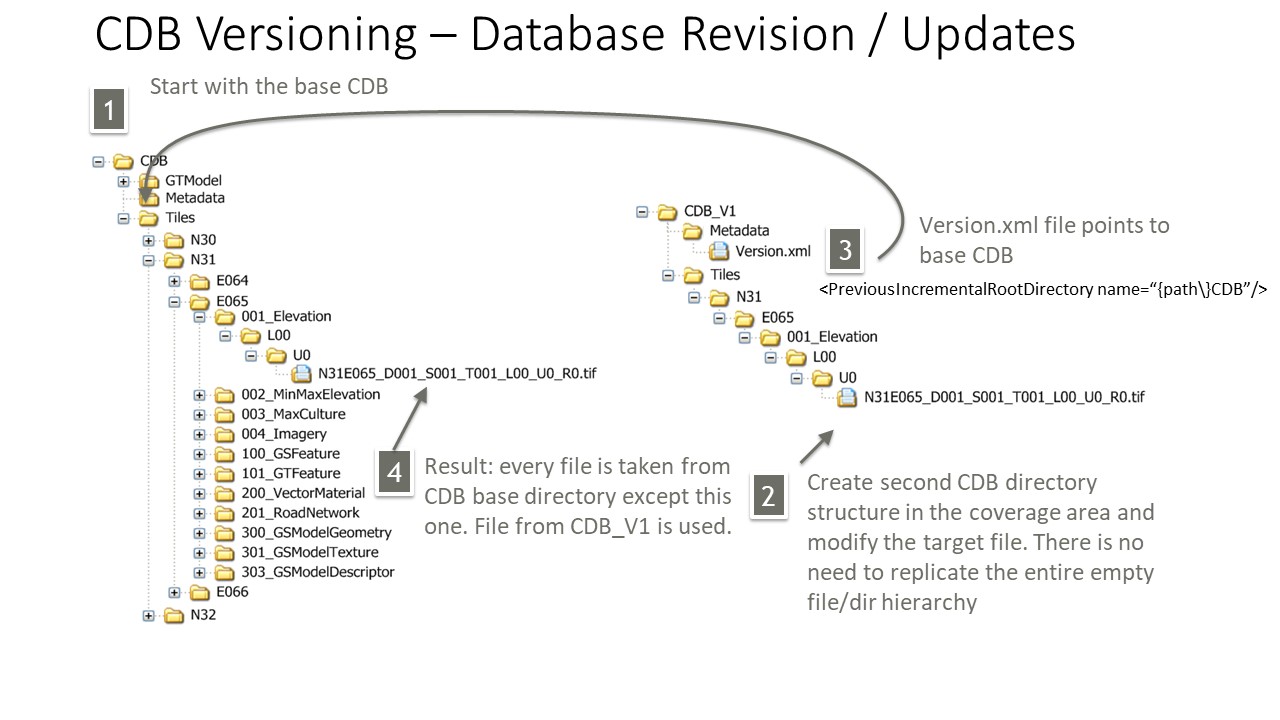 CDB Versioning – Database Revision / Updates
1
Start with the base CDB
CDB
GTModel
Metadata
Tiles
N30
N31
E064
E065
001_Elevation
L00
U0
N31E065_D001_S001_T001_L00_U0_R0.tif
002_MinMaxElevation
003_MaxCulture
004_Imagery
100_GSFeature
101_GTFeature
200_VectorMaterial
201_RoadNetwork
300_GSModelGeometry
301_GSModelTexture
303_GSModelDescriptor
E066
N32
CDB_V1
Metadata
Version.xml
Tiles
N31
E065
001_Elevation
L00
U0
N31E065_D001_S001_T001_L00_U0_R0.tif
3
Version.xml file points to
base CDB
<PreviousIncrementalRootDirectory name=“{path\}CDB”/>
4
Result: every file is taken from
CDB base directory except this
one. File from CDB_V1 is used.
2
Create second CDB directory
structure in the coverage area and
modify the target file. There is no
need to replicate the entire empty
file/dir hierarchy